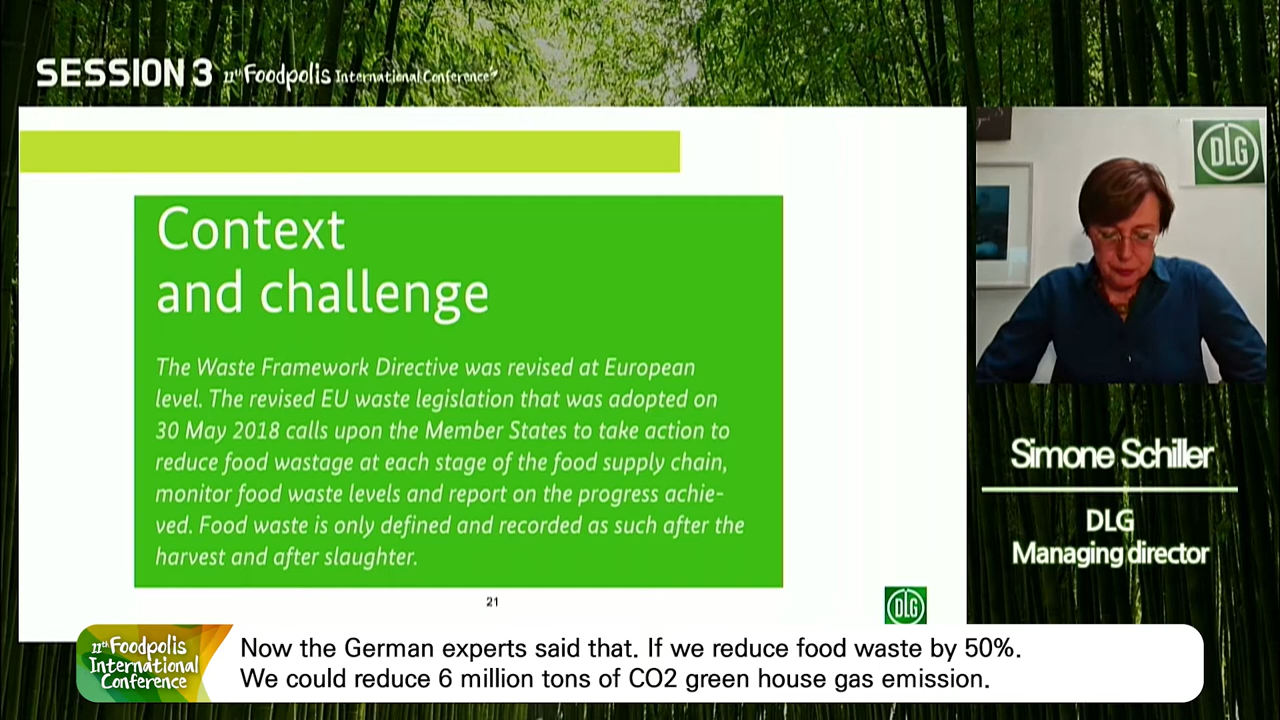 SESSION 3 11th Foodpolis International Conference
DLG
Context
and challenge
The Waste Framework Directive was revised at European
level. The revised EU waste legislation that was adopted on
30 May 2018 calls upon the Member States to take action to
reduce food wastage at each stage of the food supply chain,
monitor food waste levels and report on the progress achie-
ved. Food waste is only defined and recorded as such after the
harvest and after slaughter.
21
DLG
Simone Schiller
DLG
Managing director
11th Foodpolis
International
Conference
Now the German experts said that. If we reduce food waste by 50%.
We could reduce 6 million tons of CO2 green house gas emission.